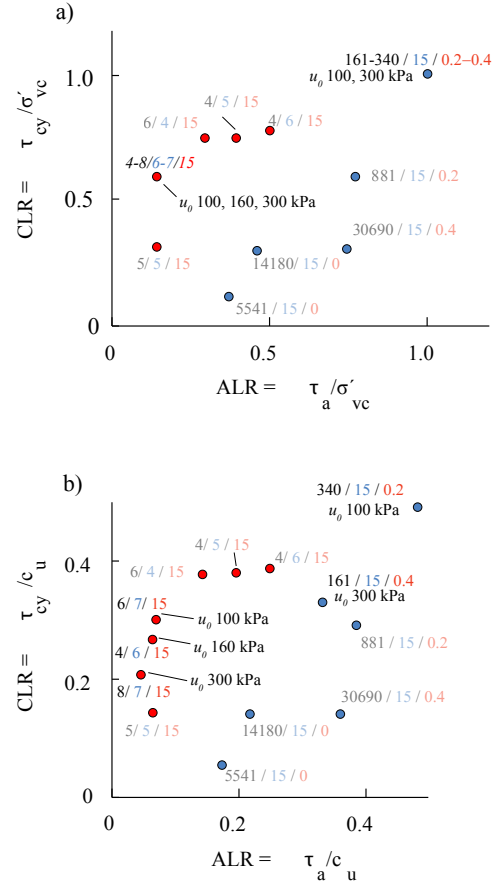 a)
161-340 / 15 / 0.2–0.4
u0 100, 300 kPa
1.0
4/ 5 / 15
6/ 4 / 15
4/ 6 / 15
4-8/6-7/15
881 / 15 / 0.2
u0 100, 160, 300 kPa
0.5
30690 / 15 / 0.4
5/ 5 / 15
14180/ 15 / 0
5541 / 15 / 0
0
CLR = τcy/σ´vc
0 0.5 1.0
ALR = τa/σ´vc
b)
340 / 15 / 0.2
u0 100 kPa
4/ 5 / 15
4/ 6 / 15
0.4
6/ 4 / 15
161 / 15 / 0.4
6/ 7 / 15
u0 100 kPa
u0 300 kPa
u0 160 kPa
881 / 15 / 0.2
4/ 6 / 15
u0 300 kPa
0.2
8/ 7 / 15
30690 / 15 / 0.4
5/ 5 / 15
14180/ 15 / 0
5541 / 15 / 0
0
CLR = τcy/cu
0.2 0.4
ALR = τa/cu